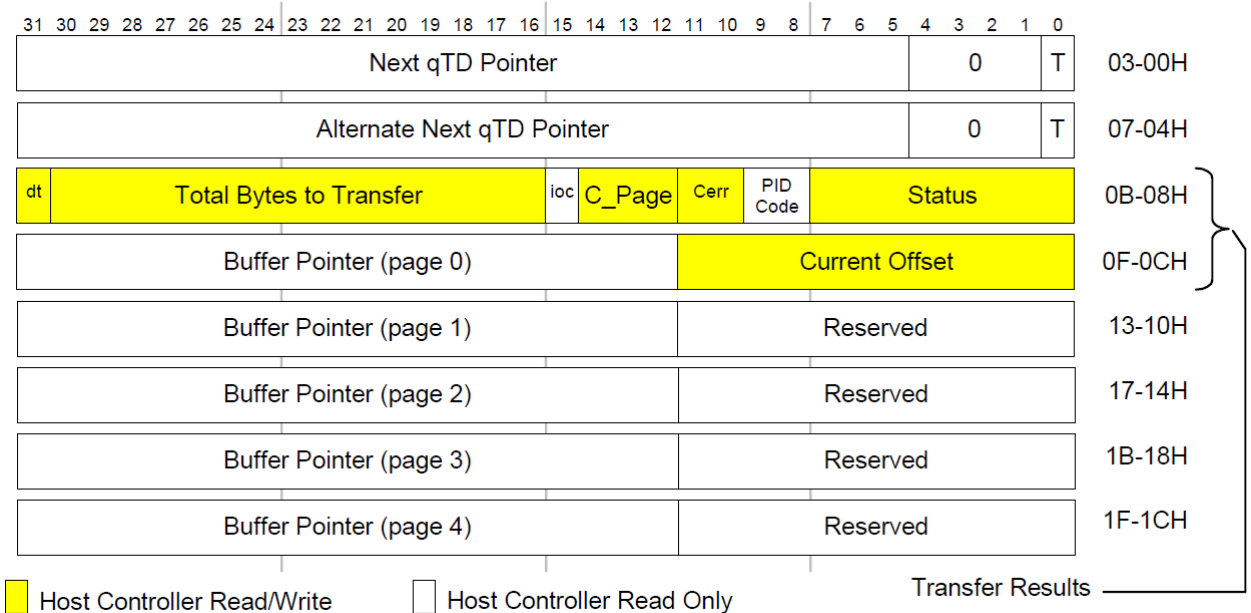 31 30 29 28 27 26 25 24 23 22 21 20 19 18 17 16 15 14 13 12 11 10 9 8 7 6 5 4 3 2 1 0
Next qTD Pointer 0 T 03-00H
Alternate Next qTD Pointer 0 T 07-04H
dt Total Bytes to Transfer ioc C_Page Cerr PID Code Status 0B-08H
Buffer Pointer (page 0) Current Offset 0F-0CH
Buffer Pointer (page 1) Reserved 13-10H
Buffer Pointer (page 2) Reserved 17-14H
Buffer Pointer (page 3) Reserved 1B-18H
Buffer Pointer (page 4) Reserved 1F-1CH
Host Controller Read/Write Host Controller Read Only Transfer Results